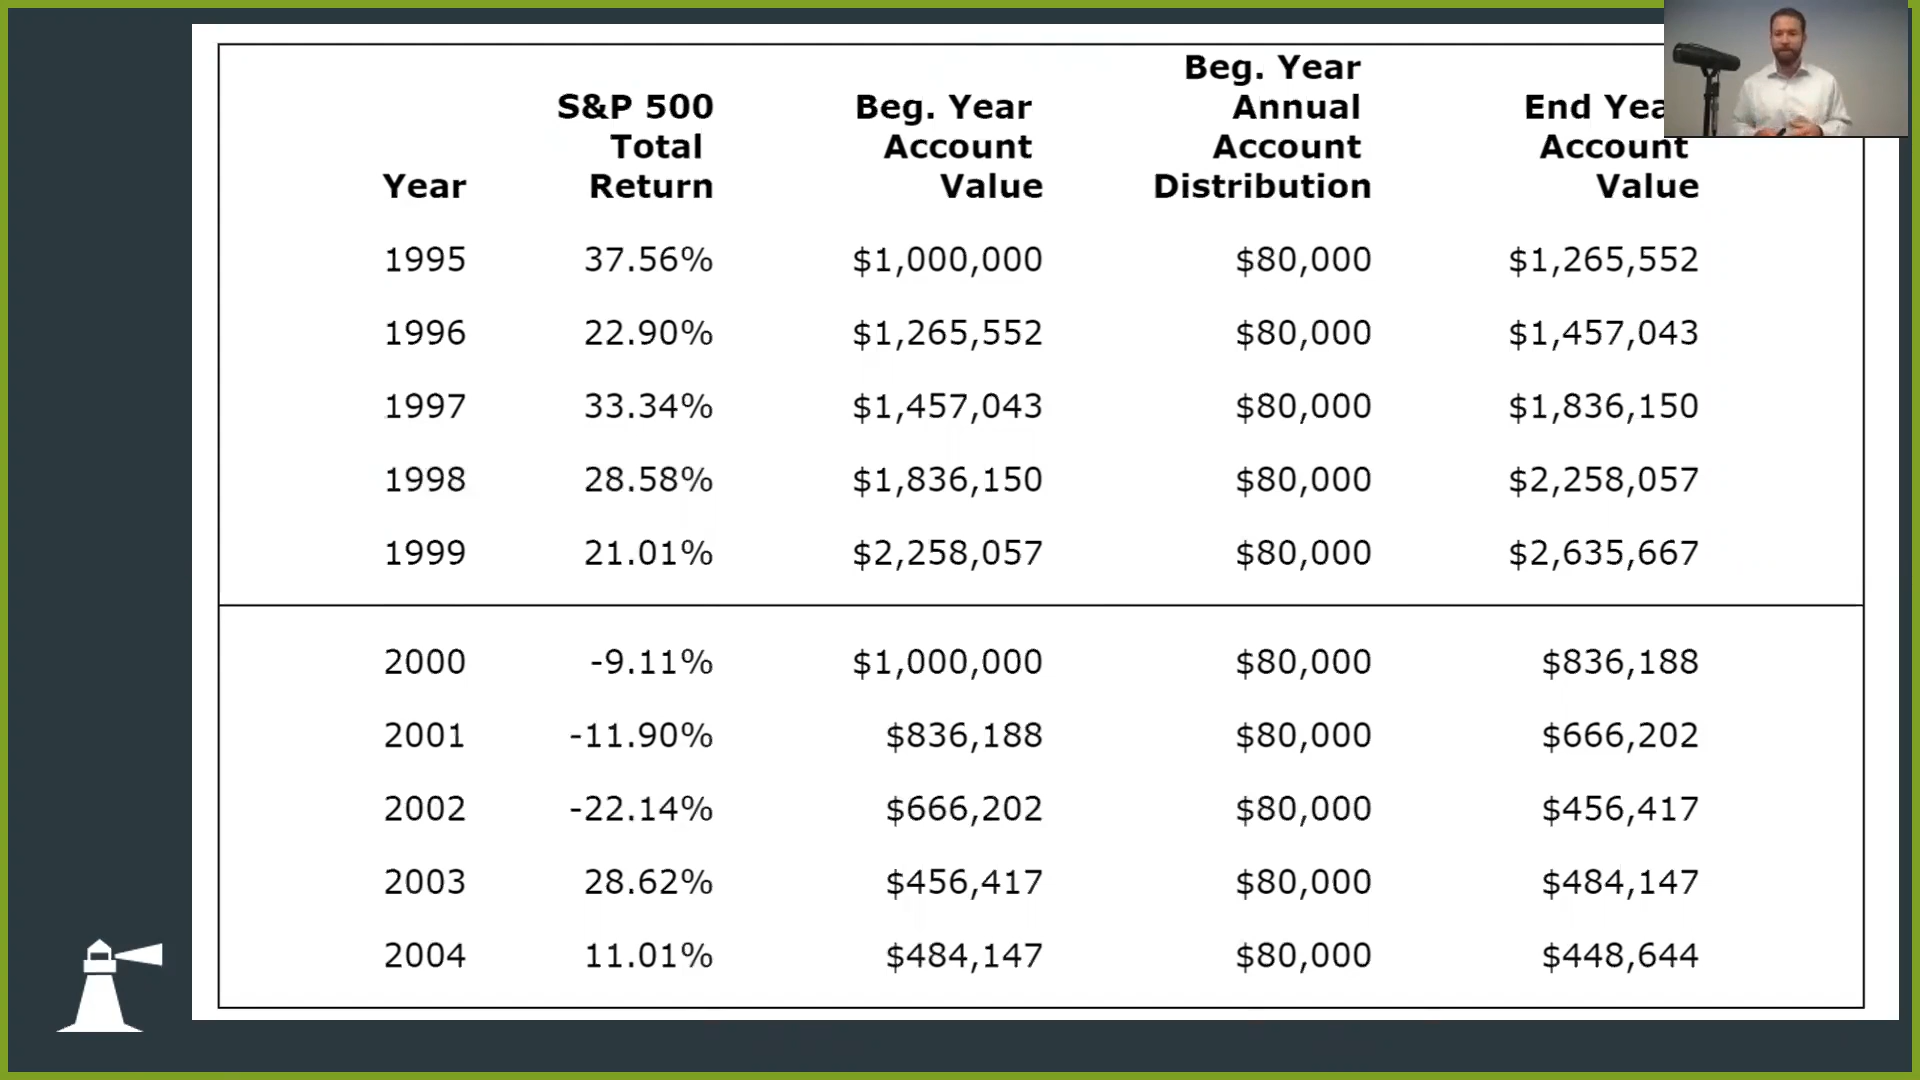 Year
S&P 500 Total Return
Beg. Year Account Value
Beg. Year Annual Account Distribution
End Yea Account Value
1995 37.56% $1,000,000 $80,000 $1,265,552
1996 22.90% $1,265,552 $80,000 $1,457,043
1997 33.34% $1,457,043 $80,000 $1,836,150
1998 28.58% $1,836,150 $80,000 $2,258,057
1999 21.01% $2,258,057 $80,000 $2,635,667
2000 -9.11% $1,000,000 $80,000 $836,188
2001 -11.90% $836,188 $80,000 $666,202
2002 -22.14% $666,202 $80,000 $456,417
2003 28.62% $456,417 $80,000 $484,147
2004 11.01% $484,147 $80,000 $448,644